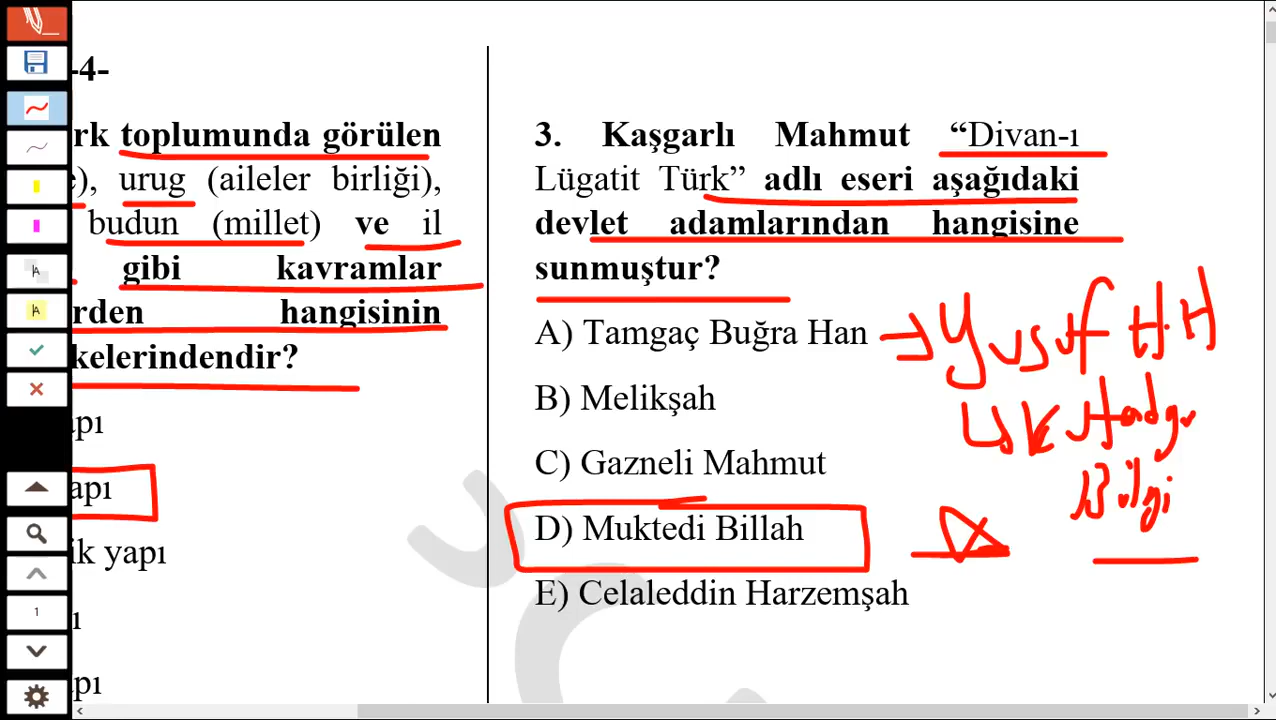 -4-
rk toplumunda görülen
e), urug (aileler birliği),
budun (millet) ve il
gibi kavramlar
rden hangisinin
kelerindendir?
apı
apı
ik yapı
ı
pı
3. Kaşgarlı Mahmut “Divan-ı
Lügatit Türk” adlı eseri aşağıdaki
devlet adamlarından hangisine
sunmuştur?
A) Tamgaç Buğra Han
B) Melikşah
C) Gazneli Mahmut
D) Muktedi Billah
E) Celaleddin Harzemşah
Yusuf HH
Bilgi
1